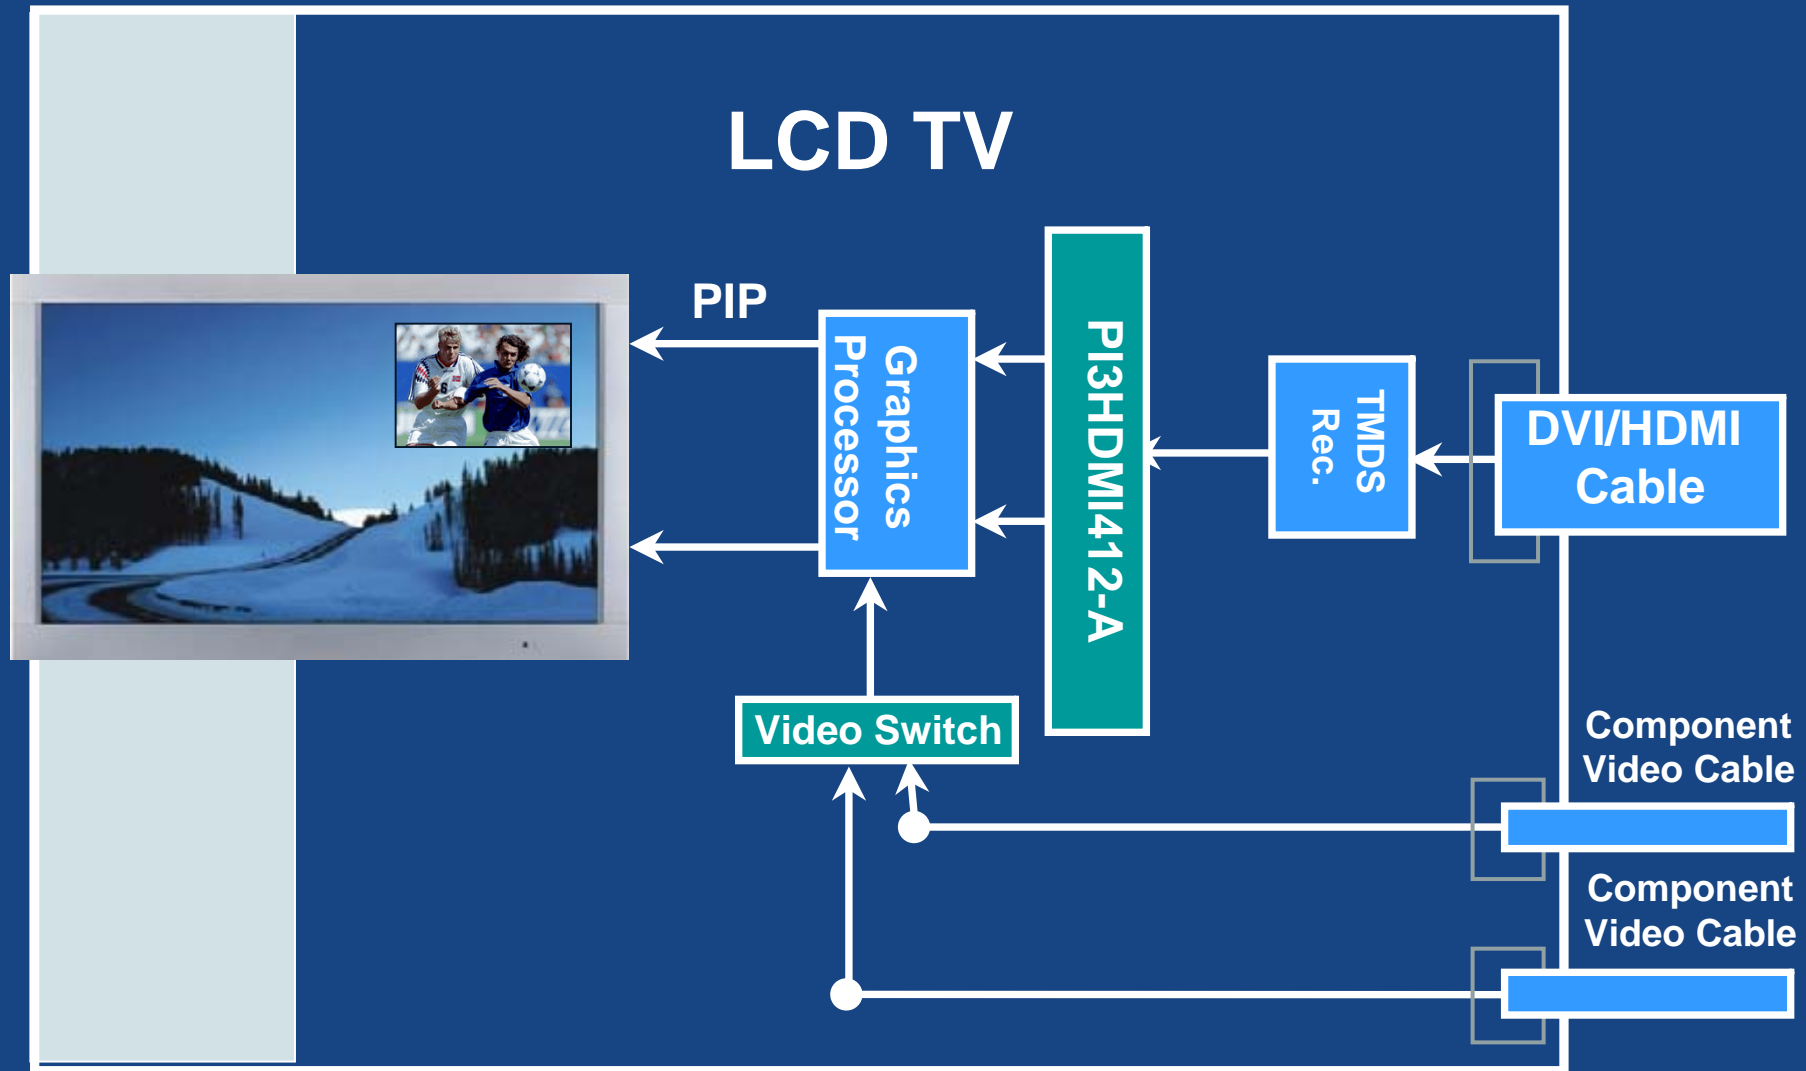 LCD TV
PIP
Graphics
Processor
PI3HDMI412-A
TMDS
Rec.
DVI/HDMI
Cable
Video Switch
Component
Video Cable
Component
Video Cable